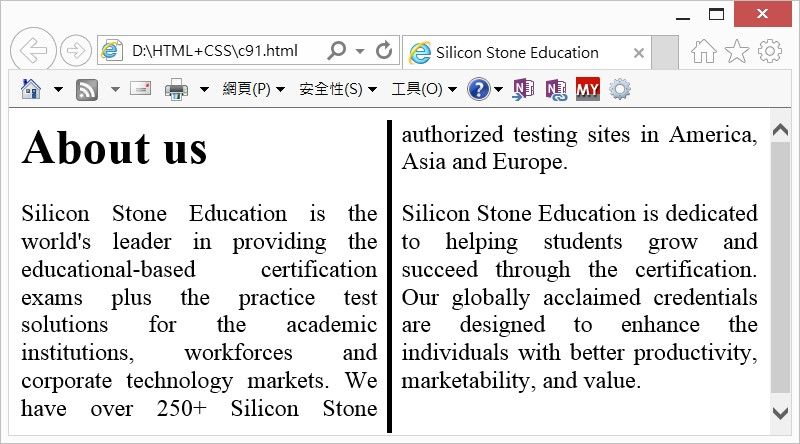 D:\HTML+CSS\c91.html
Silicon Stone Education
網頁(P)
安全性(S)
工具(O)
MY
About us
Silicon Stone Education is the
world's leader in providing the
educational-based certification
exams plus the practice test
solutions for the academic
institutions, workforces and
corporate technology markets. We
have over 250+ Silicon Stone
authorized testing sites in America,
Asia and Europe.
Silicon Stone Education is dedicated
to helping students grow and
succeed through the certification.
Our globally acclaimed credentials
are designed to enhance the
individuals with better productivity,
marketability, and value.